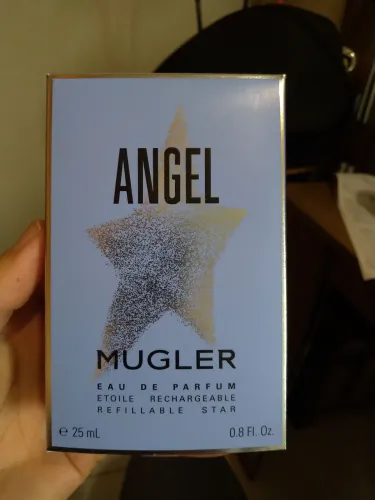 ANGEL
MUGLER
EAU DE PARFUM
ETOILE RECHARGEABLE
REFILLABLE STAR
℮ 25 mL 0.8 Fl. Oz.